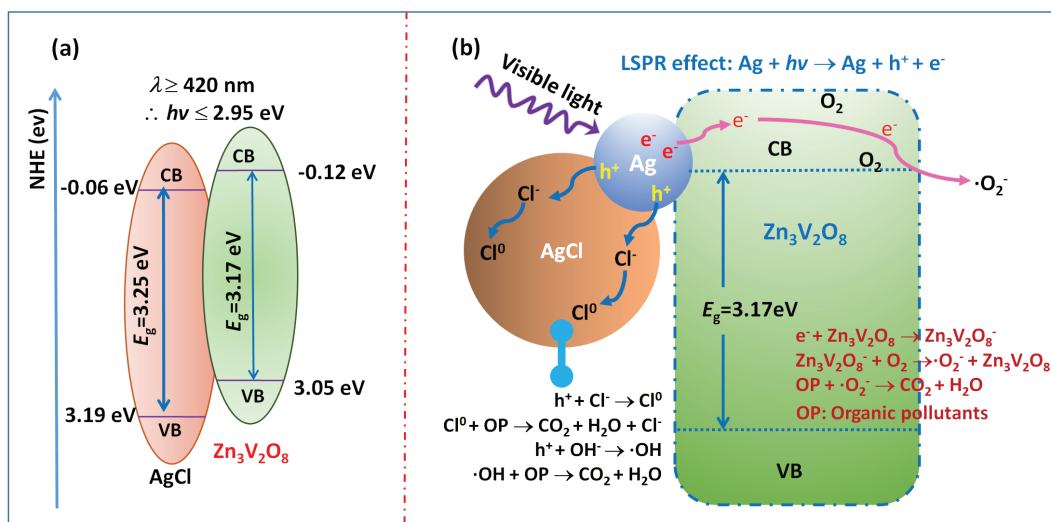 (a)
λ ≥ 420 nm
∴ hν ≤ 2.95 eV
NHE (ev)
CB
-0.06 eV
CB
-0.12 eV
Eg=3.25 eV
Eg=3.17 eV
VB
3.05 eV
3.19 eV
VB
Zn₃V₂O₈
AgCl
(b)
LSPR effect: Ag + hν → Ag + h⁺ + e⁻
Visible light
O₂
e⁻
e⁻
e⁻
e⁻
Ag
CB
O₂
h⁺
h⁺
·O₂⁻
Cl⁻
Cl⁰
AgCl
Cl⁻
Cl⁰
Zn₃V₂O₈
Eg=3.17eV
e⁻ + Zn₃V₂O₈ → Zn₃V₂O₈⁻
Zn₃V₂O₈⁻ + O₂ → ·O₂⁻ + Zn₃V₂O₈
OP + ·O₂⁻ → CO₂ + H₂O
OP: Organic pollutants
h⁺ + Cl⁻ → Cl⁰
Cl⁰ + OP → CO₂ + H₂O + Cl⁻
h⁺ + OH⁻ → ·OH
·OH + OP → CO₂ + H₂O
VB